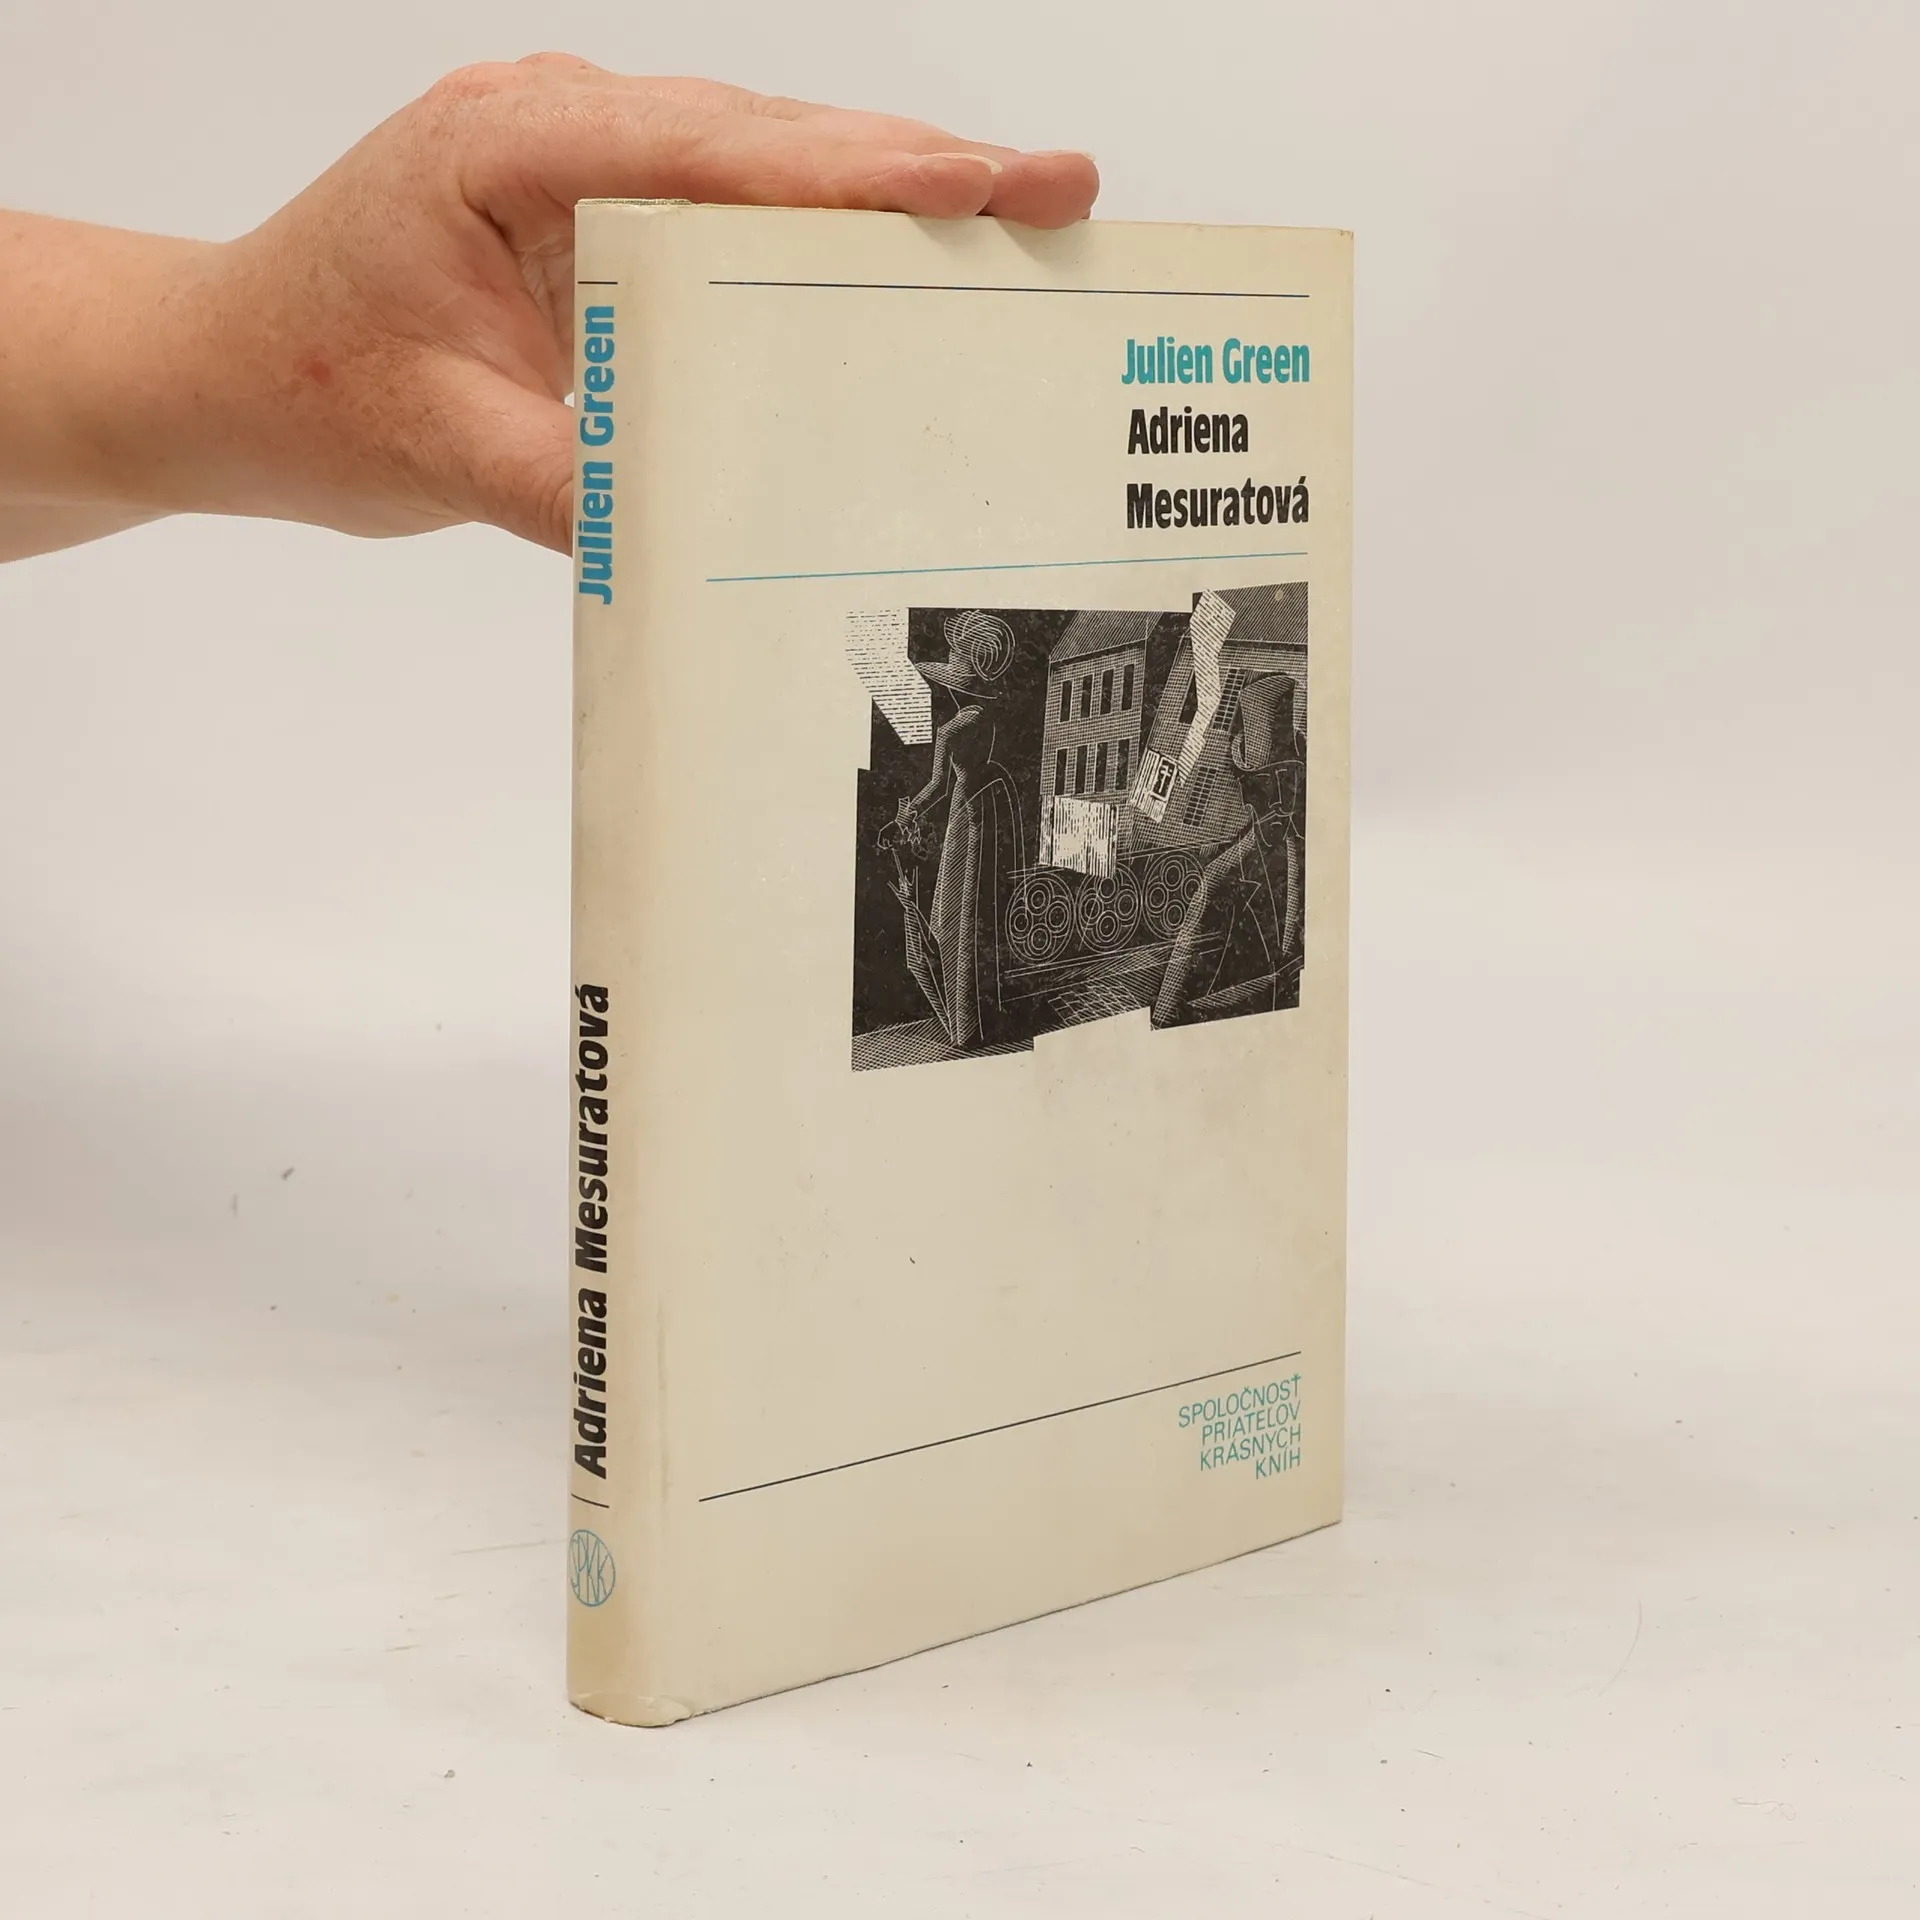 Julien Green
Adriena
Mesuratová
SPOLOČNOSŤ
PRIATEĽOV
KRÁSNYCH
KNÍH
Julien Green
Adriena Mesuratová
SPKK